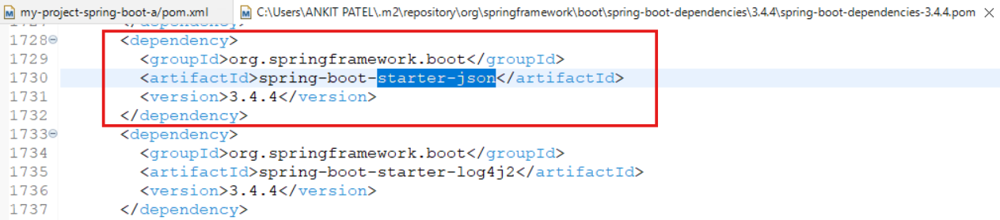 my-project-spring-boot-a/pom.xml C:\Users\ANKIT PATEL\.m2\repository\org\springframework\boot\spring-boot-dependencies\3.4.4\spring-boot-dependencies-3.4.4.pom
1727 </dependency>
1728 <dependency>
1729 <groupId>org.springframework.boot</groupId>
1730 <artifactId>spring-boot-starter-json</artifactId>
1731 <version>3.4.4</version>
1732 </dependency>
1733 <dependency>
1734 <groupId>org.springframework.boot</groupId>
1735 <artifactId>spring-boot-starter-log4j2</artifactId>
1736 <version>3.4.4</version>
1737 </dependency>